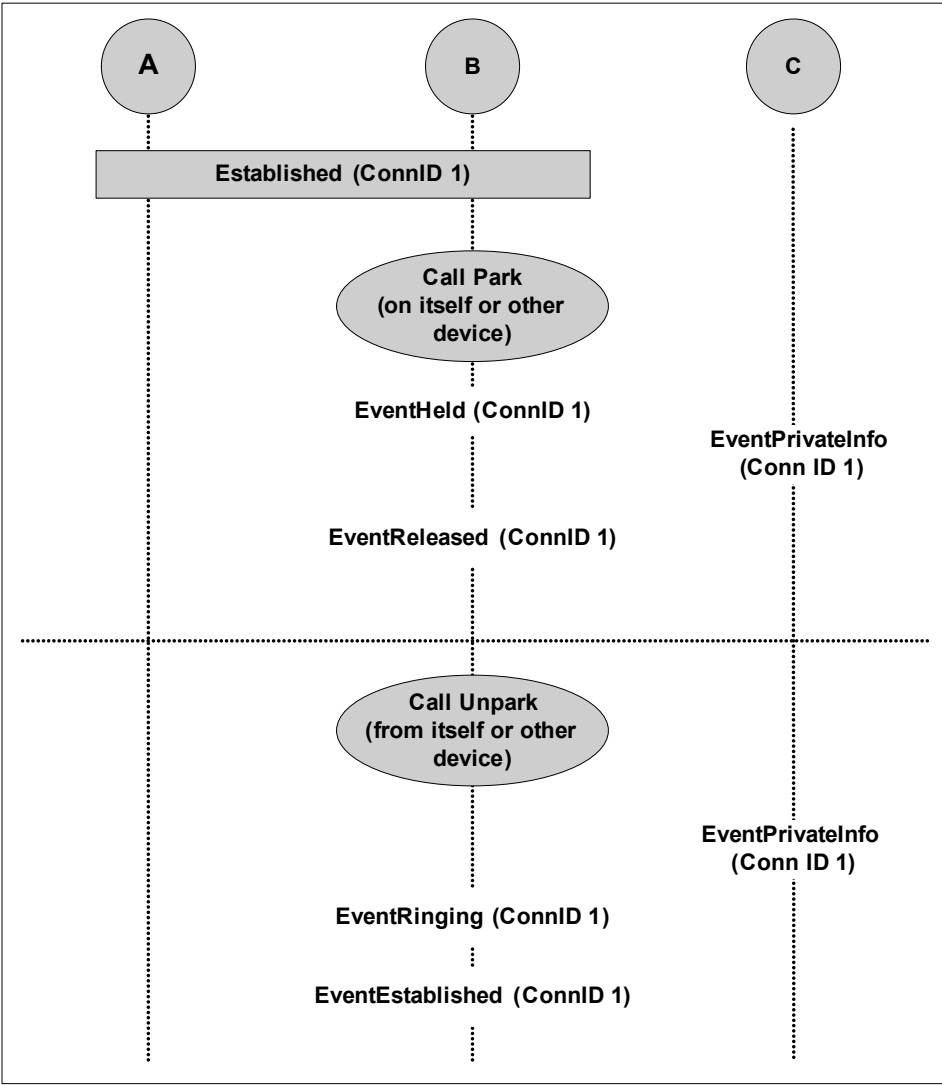 A
B
C
Established (ConnID 1)
Call Park
(on itself or other
device)
EventHeld (ConnID 1)
EventPrivateInfo
(Conn ID 1)
EventReleased (ConnID 1)
Call Unpark
(from itself or other
device)
EventPrivateInfo
(Conn ID 1)
EventRinging (ConnID 1)
EventEstablished (ConnID 1)